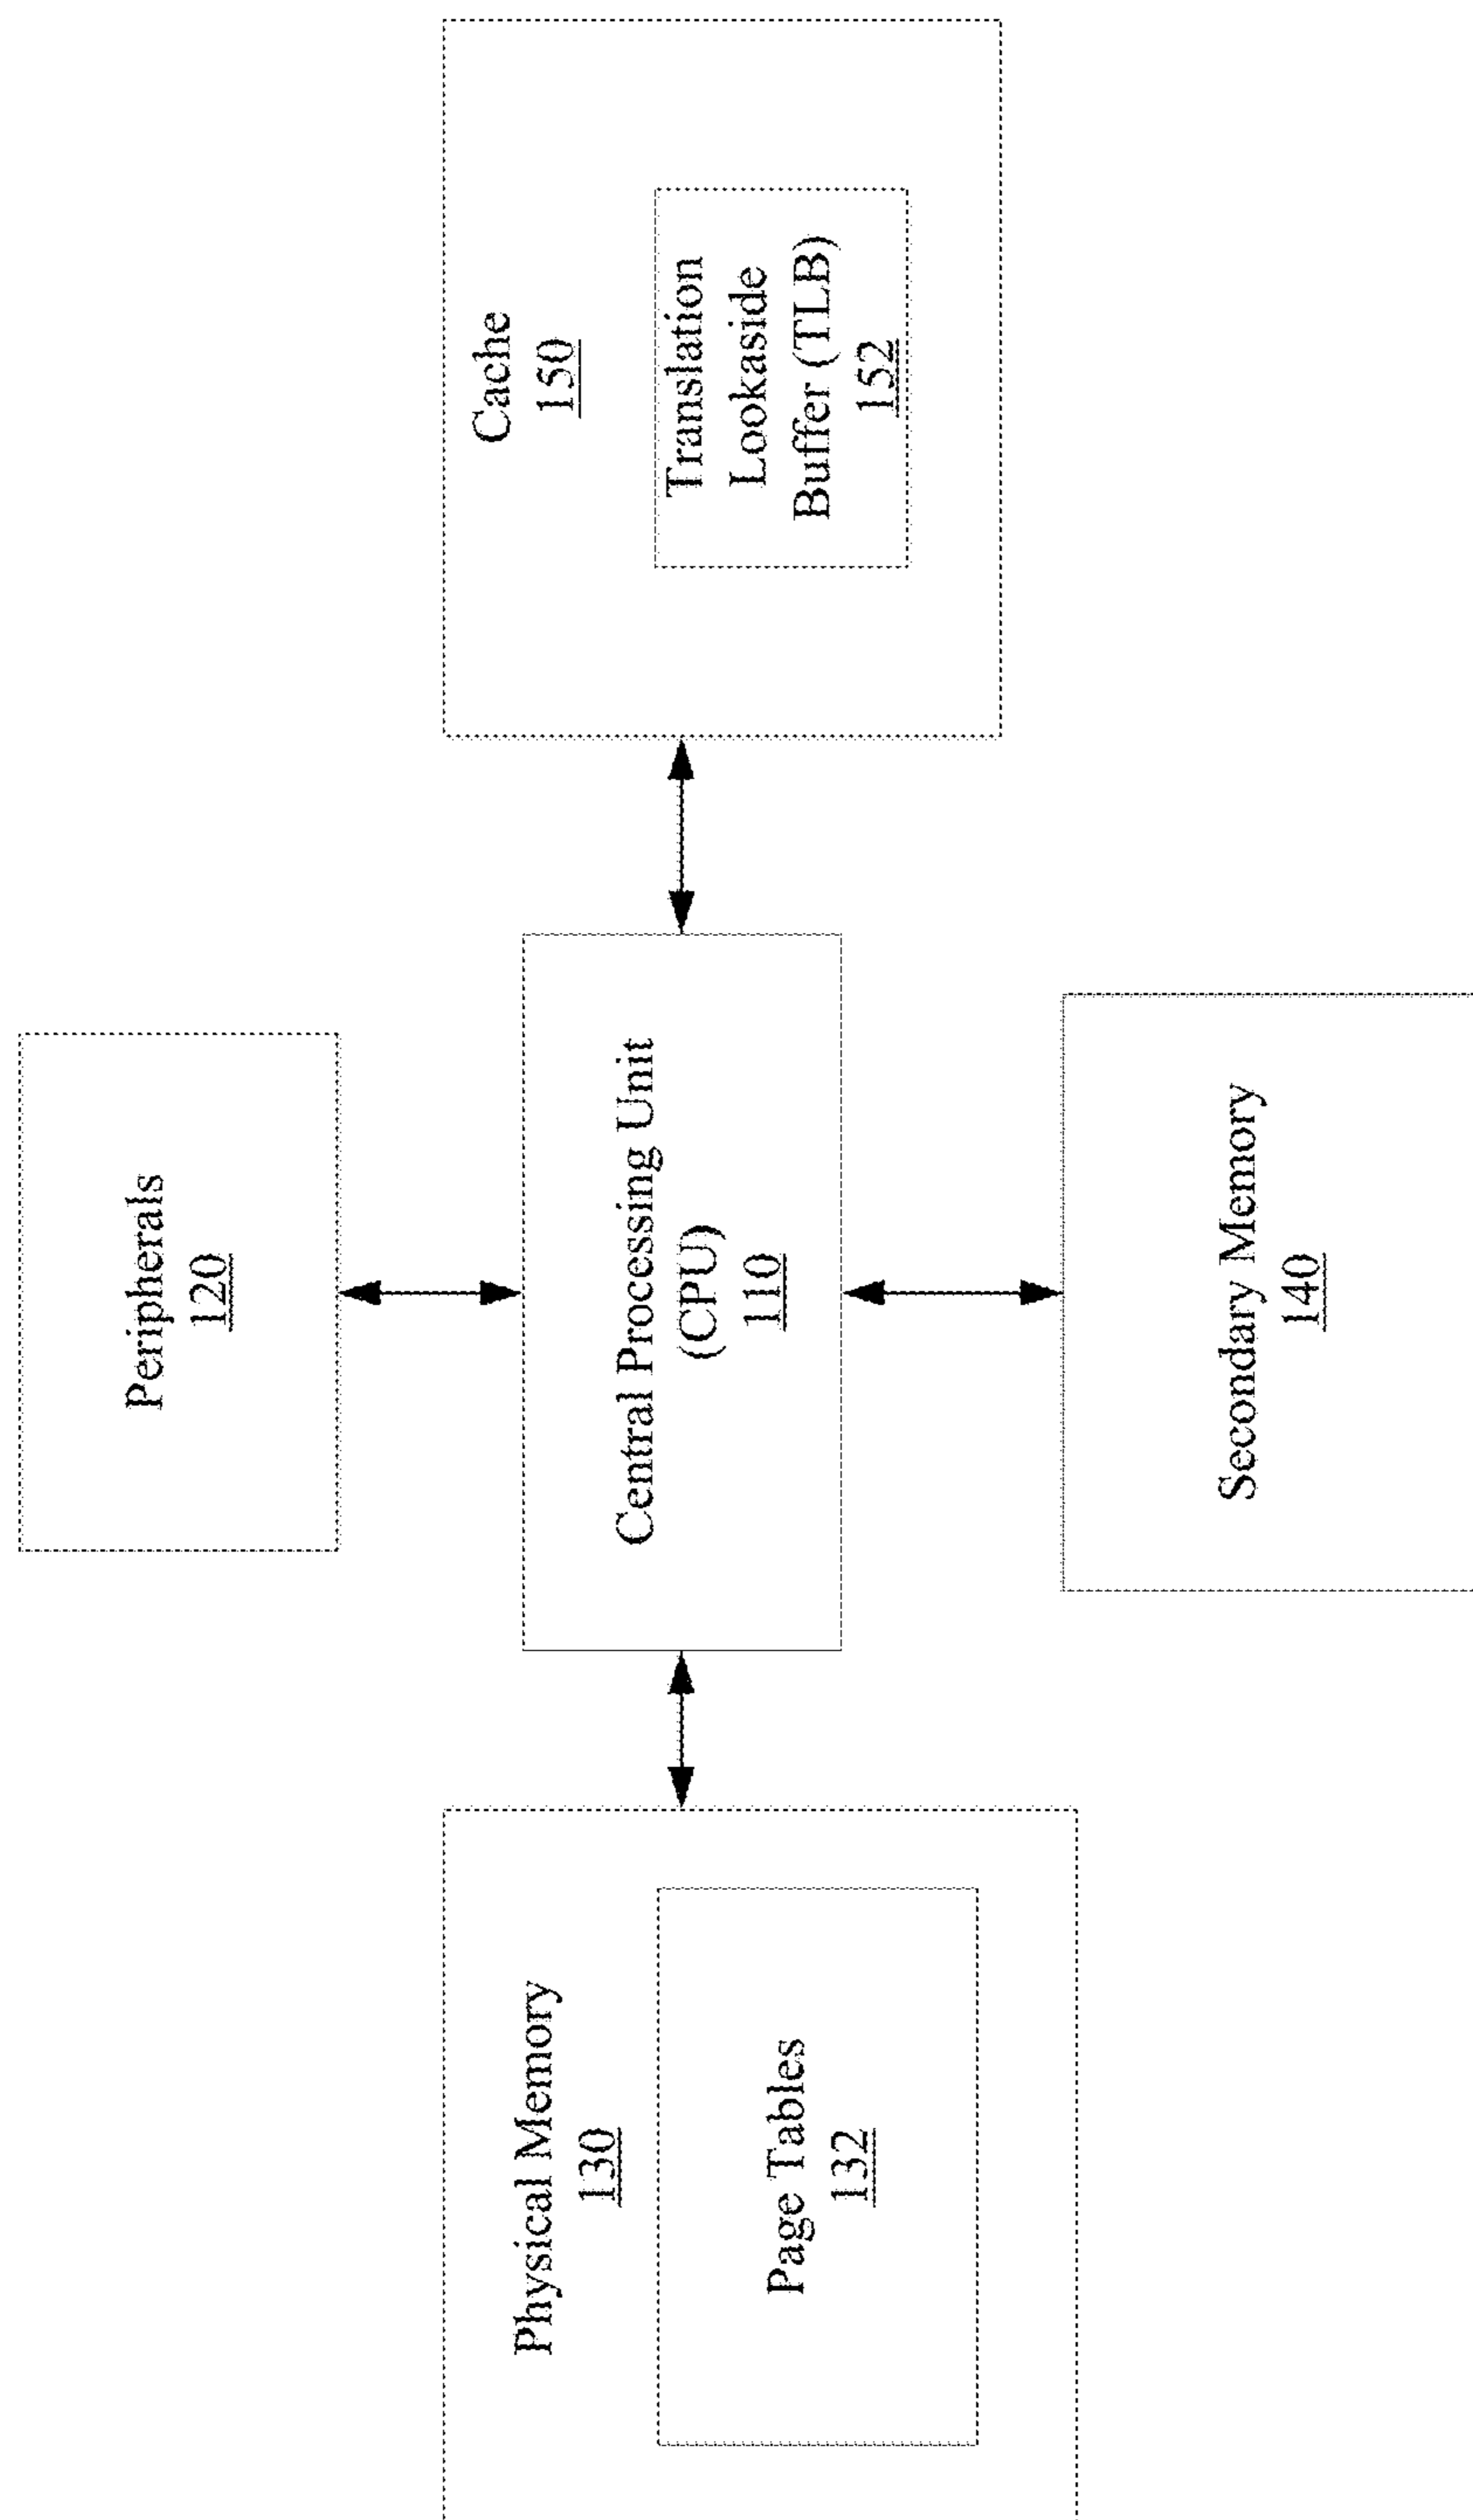 Peripherals
120
Physical Memory
130
Page Tables
132
Central Processing Unit
(CPU)
110
Cache
150
Translation
Lookaside
Buffer (TLB)
152
Secondary Memory
140